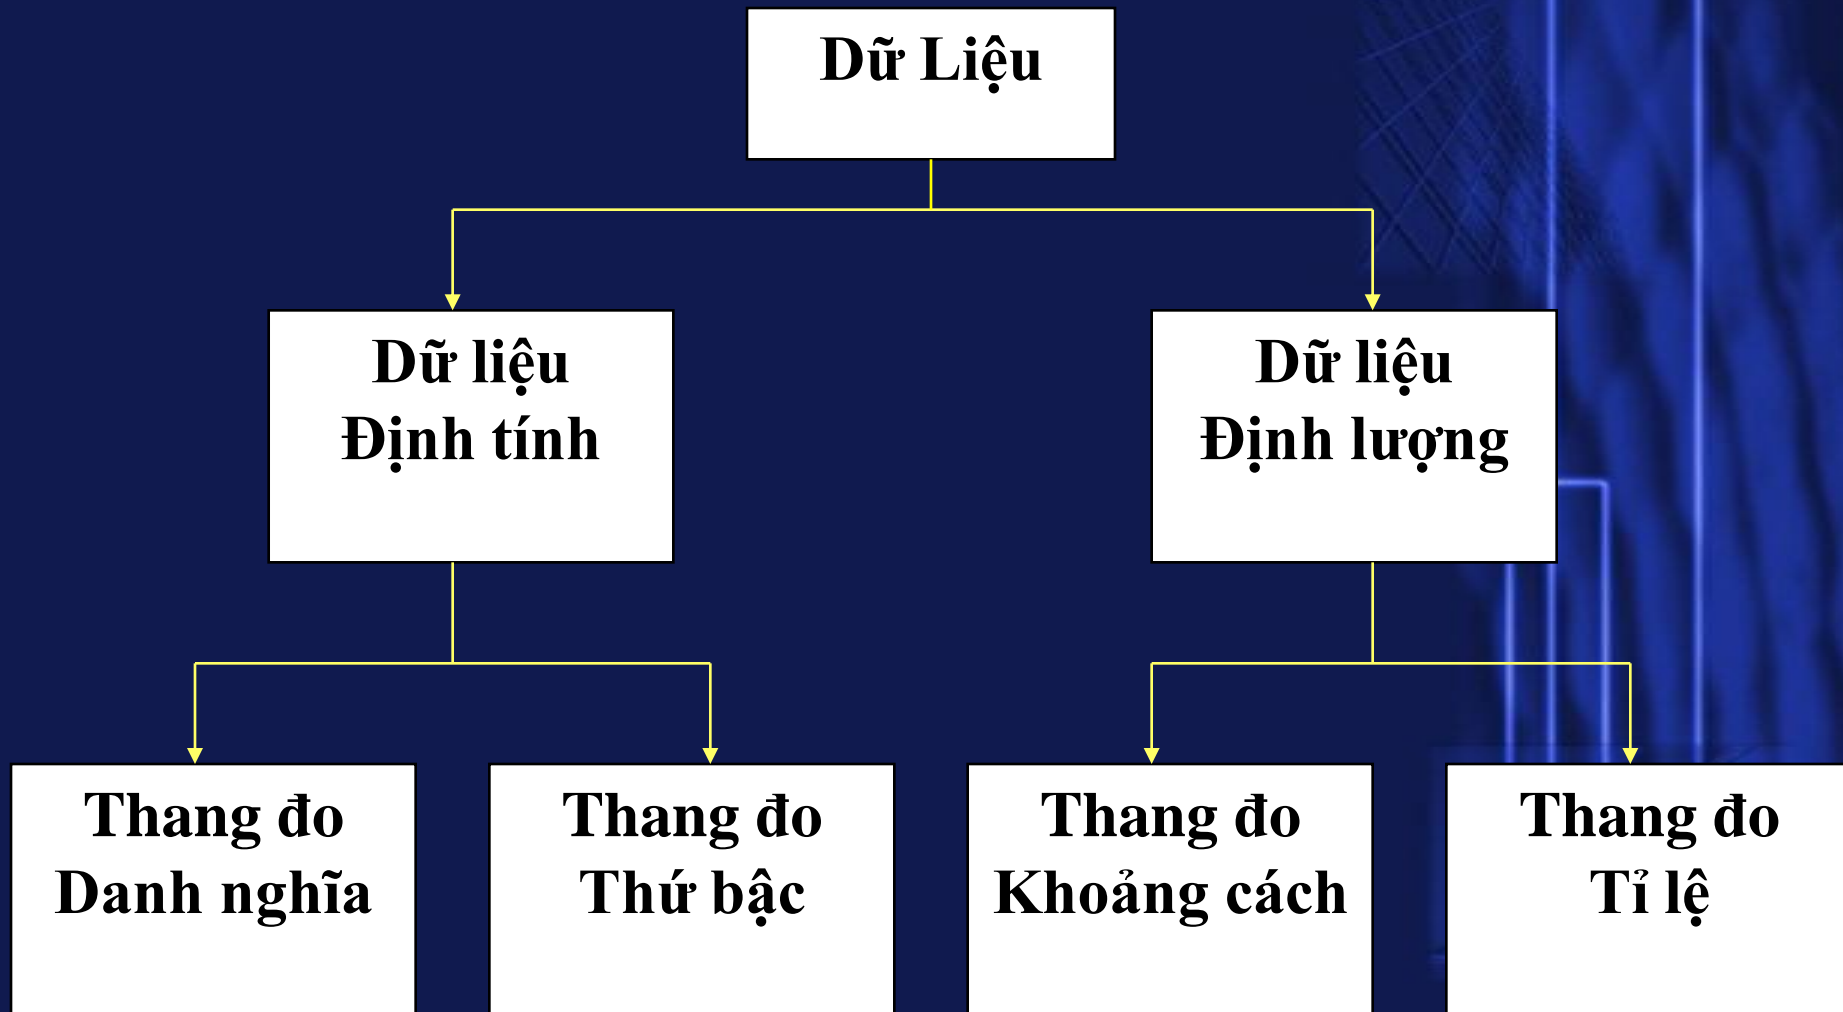 Dữ Liệu
Dữ liệu
Định tính
Dữ liệu
Định lượng
Thang đo
Danh nghĩa
Thang đo
Thứ bậc
Thang đo
Khoảng cách
Thang đo
Tỉ lệ